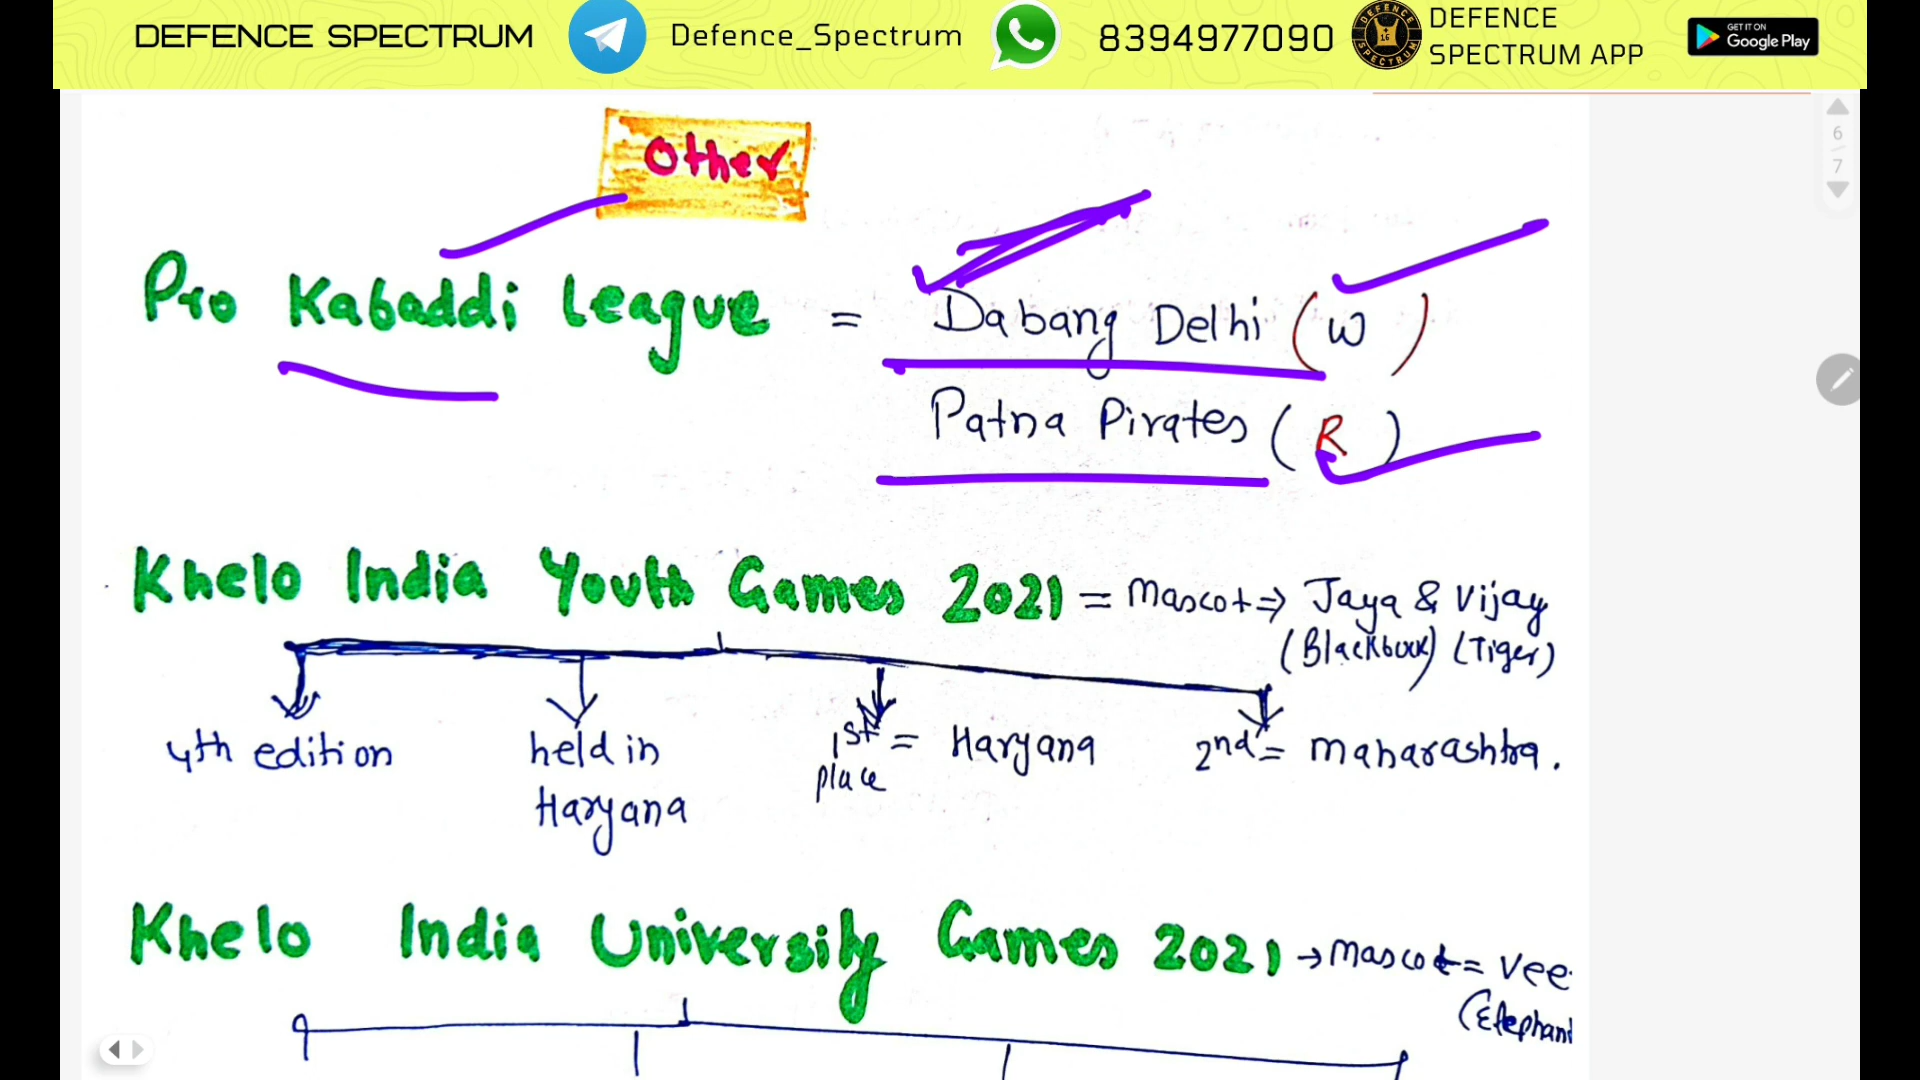 DEFENCE SPECTRUM
Defence_Spectrum
8394977090
DEFENCE
SPECTRUM APP
GET IT ON
Google Play
Other
6
7
Pro Kabaddi League = Dabang Delhi (W)
Patna Pirates (R)
Khelo India Youth Games 2021 = Mascot ⇒ Jaya & Vijay
(Blackbuck) (Tiger)
4th edition
held in
Haryana
1st = Haryana
place
2nd = maharashtra.
Khelo India University Games 2021 → Mascot = Vee
(Elephant